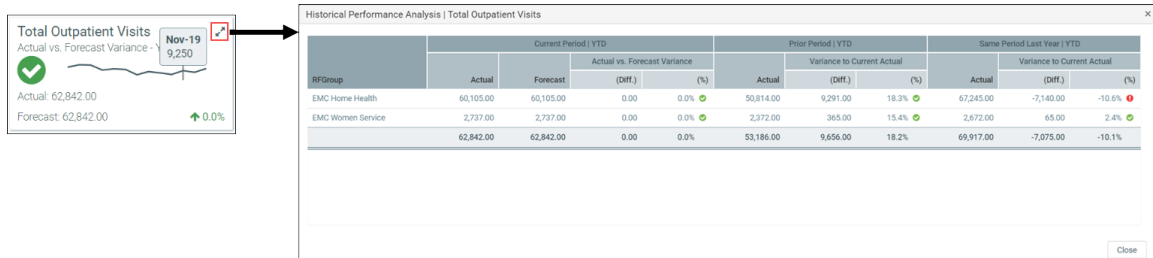 Total Outpatient Visits
Actual vs. Forecast Variance - Y
Nov-19
9,250
Actual: 62,842.00
Forecast: 62,842.00 0.0%
Historical Performance Analysis | Total Outpatient Visits ×
Current Period | YTD Prior Period | YTD Same Period Last Year | YTD
Actual vs. Forecast Variance Variance to Current Actual Variance to Current Actual
RFGroup Actual Forecast (Diff.) (%) Actual (Diff.) (%) Actual (Diff.) (%)
EMC Home Health 60,105.00 60,105.00 0.00 0.0% 50,814.00 9,291.00 18.3% 67,245.00 -7,140.00 -10.6%
EMC Women Service 2,737.00 2,737.00 0.00 0.0% 2,372.00 365.00 15.4% 2,672.00 65.00 2.4%
62,842.00 62,842.00 0.00 0.0% 53,186.00 9,656.00 18.2% 69,917.00 -7,075.00 -10.1%
Close